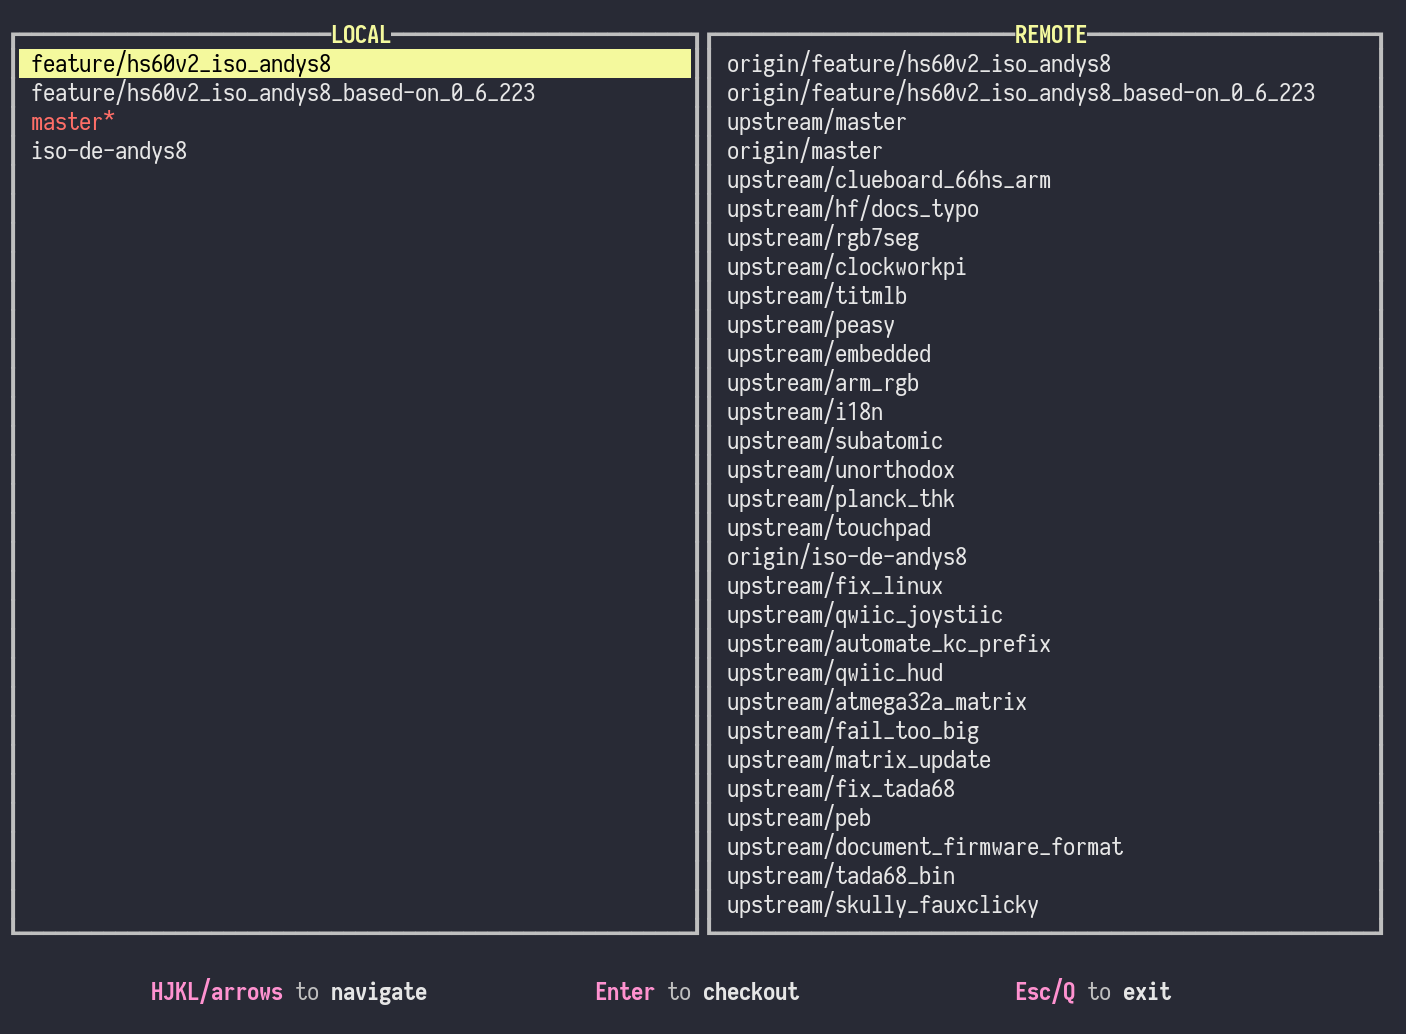 LOCAL
feature/hs60v2_iso_andys8
feature/hs60v2_iso_andys8_based-on_0_6_223
master*
iso-de-andys8
REMOTE
origin/feature/hs60v2_iso_andys8
origin/feature/hs60v2_iso_andys8_based-on_0_6_223
upstream/master
origin/master
upstream/clueboard_66hs_arm
upstream/hf/docs_typo
upstream/rgb7seg
upstream/clockworkpi
upstream/titmlb
upstream/peasy
upstream/embedded
upstream/arm_rgb
upstream/i18n
upstream/subatomic
upstream/unorthodox
upstream/planck_thk
upstream/touchpad
origin/iso-de-andys8
upstream/fix_linux
upstream/qwiic_joystiic
upstream/automate_kc_prefix
upstream/qwiic_hud
upstream/atmega32a_matrix
upstream/fail_too_big
upstream/matrix_update
upstream/fix_tada68
upstream/peb
upstream/document_firmware_format
upstream/tada68_bin
upstream/skully_fauxclicky
HJKL/arrows to navigate
Enter to checkout
Esc/Q to exit